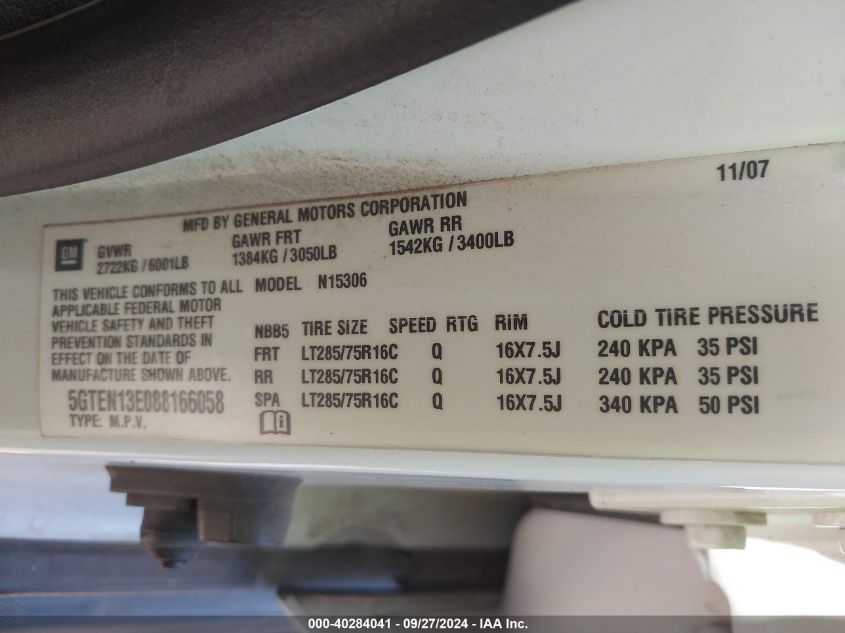 11/07
MFD BY GENERAL MOTORS CORPORATION
GM
GVWR
2722KG / 6001LB
GAWR FRT
1384KG / 3050LB
GAWR RR
1542KG / 3400LB
THIS VEHICLE CONFORMS TO ALL
APPLICABLE FEDERAL MOTOR
VEHICLE SAFETY AND THEFT
PREVENTION STANDARDS IN
EFFECT ON THE DATE OF
MANUFACTURE SHOWN ABOVE.
5GTEN13E088166058
TYPE: M.P.V.
MODEL N15306
NBB5 TIRE SIZE SPEED RTG RiM COLD TIRE PRESSURE
FRT LT285/75R16C Q 16X7.5J 240 KPA 35 PSI
RR LT285/75R16C Q 16X7.5J 240 KPA 35 PSI
SPA LT285/75R16C Q 16X7.5J 340 KPA 50 PSI
000-40284041 - 09/27/2024 - IAA Inc.